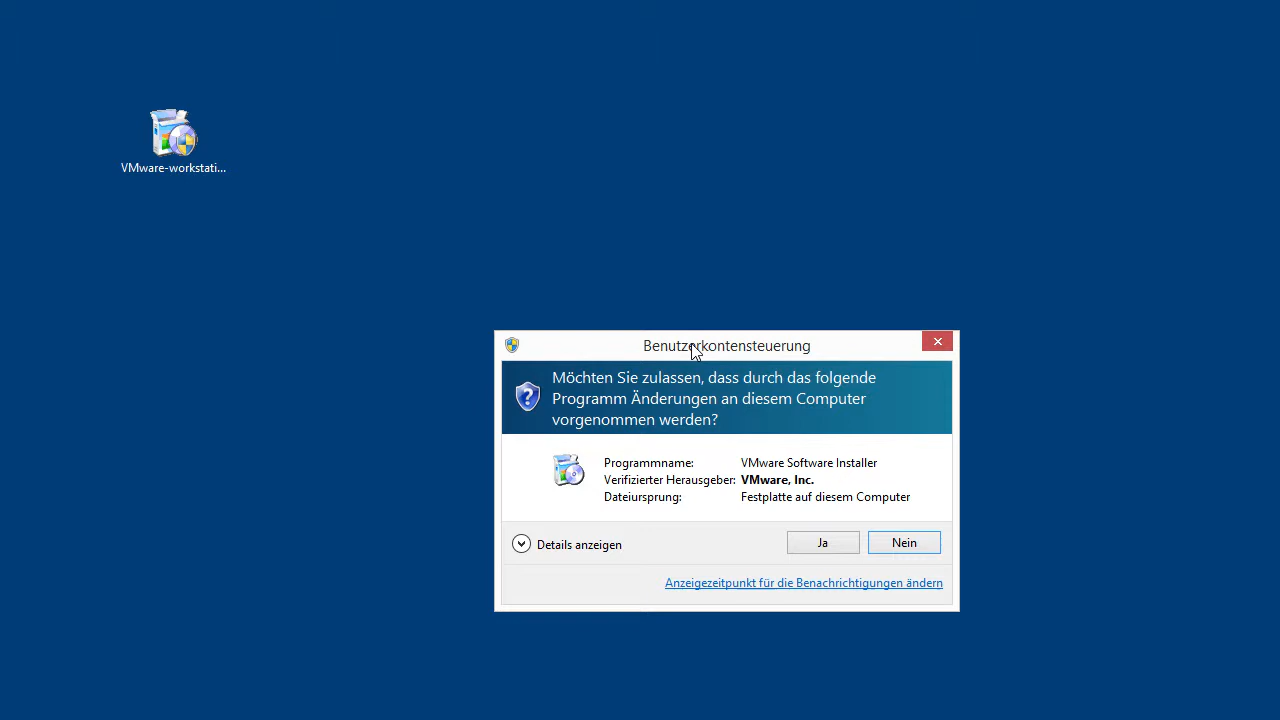 VMware-workstati...
Benutzerkontensteuerung
Möchten Sie zulassen, dass durch das folgende
Programm Änderungen an diesem Computer
vorgenommen werden?
Programmname: VMware Software Installer
Verifizierter Herausgeber: VMware, Inc.
Dateiursprung: Festplatte auf diesem Computer
Details anzeigen Ja Nein
Anzeigezeitpunkt für die Benachrichtigungen ändern